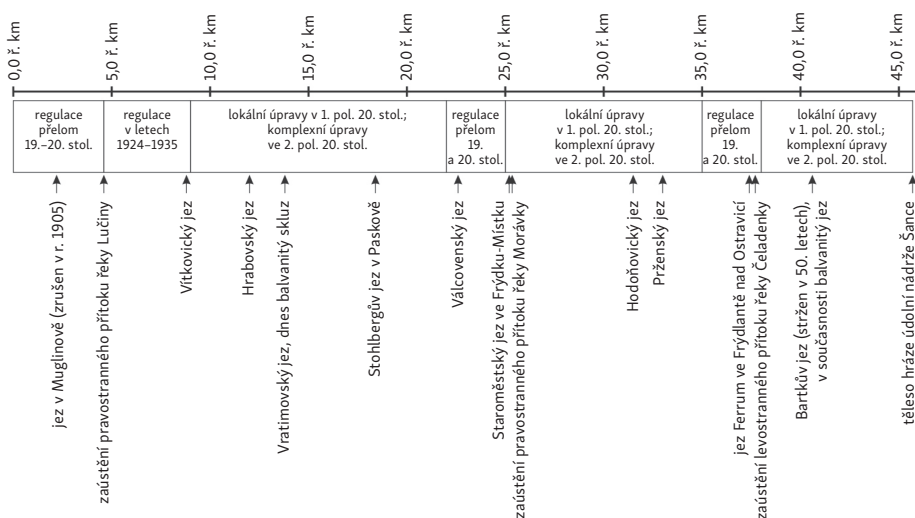 0,0 ř. km
5,0 ř. km
10,0 ř. km
15,0 ř. km
20,0 ř. km
25,0 ř. km
30,0 ř. km
35,0 ř. km
40,0 ř. km
45,0 ř. km
regulace
přelom
19.–20. stol.
regulace
v letech
1924–1935
lokální úpravy v 1. pol. 20. stol.;
komplexní úpravy
ve 2. pol. 20. stol.
regulace
přelom
19.
a 20. stol.
lokální úpravy
v 1. pol. 20. stol.;
komplexní úpravy
ve 2. pol. 20. stol.
regulace
přelom
19.
a 20. stol.
lokální úpravy
v 1. pol. 20. stol.;
komplexní úpravy
ve 2. pol. 20. stol.
jez v Muglinově (zrušen v r. 1905)
zaústění pravostranného přítoku řeky Lučiny
Vítkovický jez
Hrabovský jez
Vratimovský jez, dnes balvanitý skluz
Stohlbergův jez v Paskově
Válcovenský jez
Staroměstský jez ve Frýdku-Místku
zaústění pravostranného přítoku řeky Morávky
Hodoňovický jez
Prženský jez
jez Ferrum ve Frýdlantě nad Ostravicí
zaústění levostranného přítoku řeky Čeladenky
Bartkův jez (stržen v 50. letech),
v současnosti balvanitý jez
těleso hráze údolní nádrže Šance